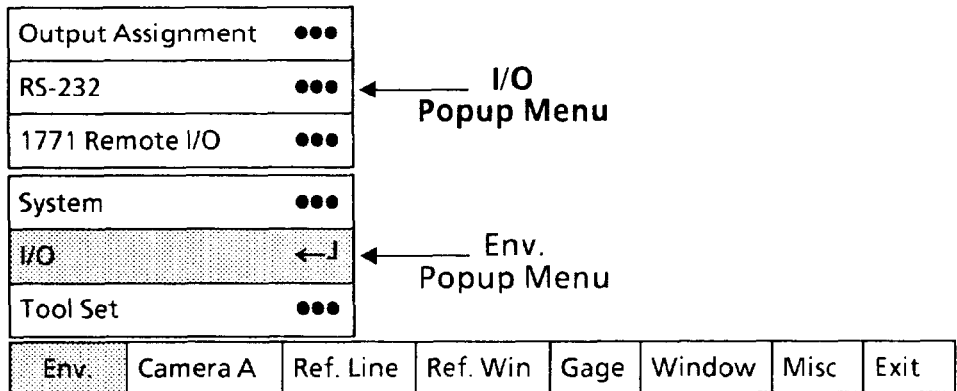 Output Assignment •••
RS-232 •••
1771 Remote I/O •••
I/O
Popup Menu
System •••
I/O ←┘
Tool Set •••
Env.
Popup Menu
Env. Camera A Ref. Line Ref. Win Gage Window Misc Exit